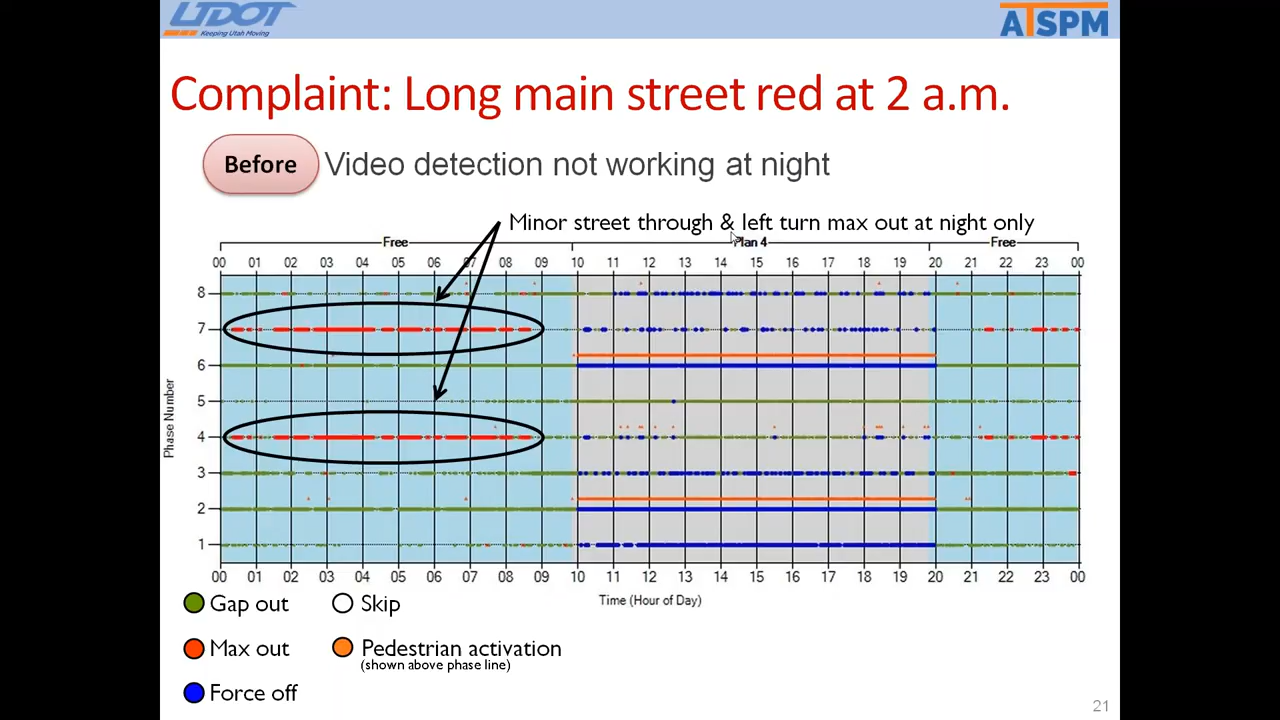 UDOT
Keeping Utah Moving
ATSPM
Complaint: Long main street red at 2 a.m.
Before
Video detection not working at night
Minor street through & left turn max out at night only
Free
Plan 4
Free
00 01 02 03 04 05 06 07 08 09 10 11 12 13 14 15 16 17 18 19 20 21 22 23 00
8
7
6
5
4
3
2
1
Phase Number
00 01 02 03 04 05 06 07 08 09 10 11 12 13 14 15 16 17 18 19 20 21 22 23 00
Time (Hour of Day)
Gap out
Skip
Max out
Pedestrian activation
(shown above phase line)
Force off
21